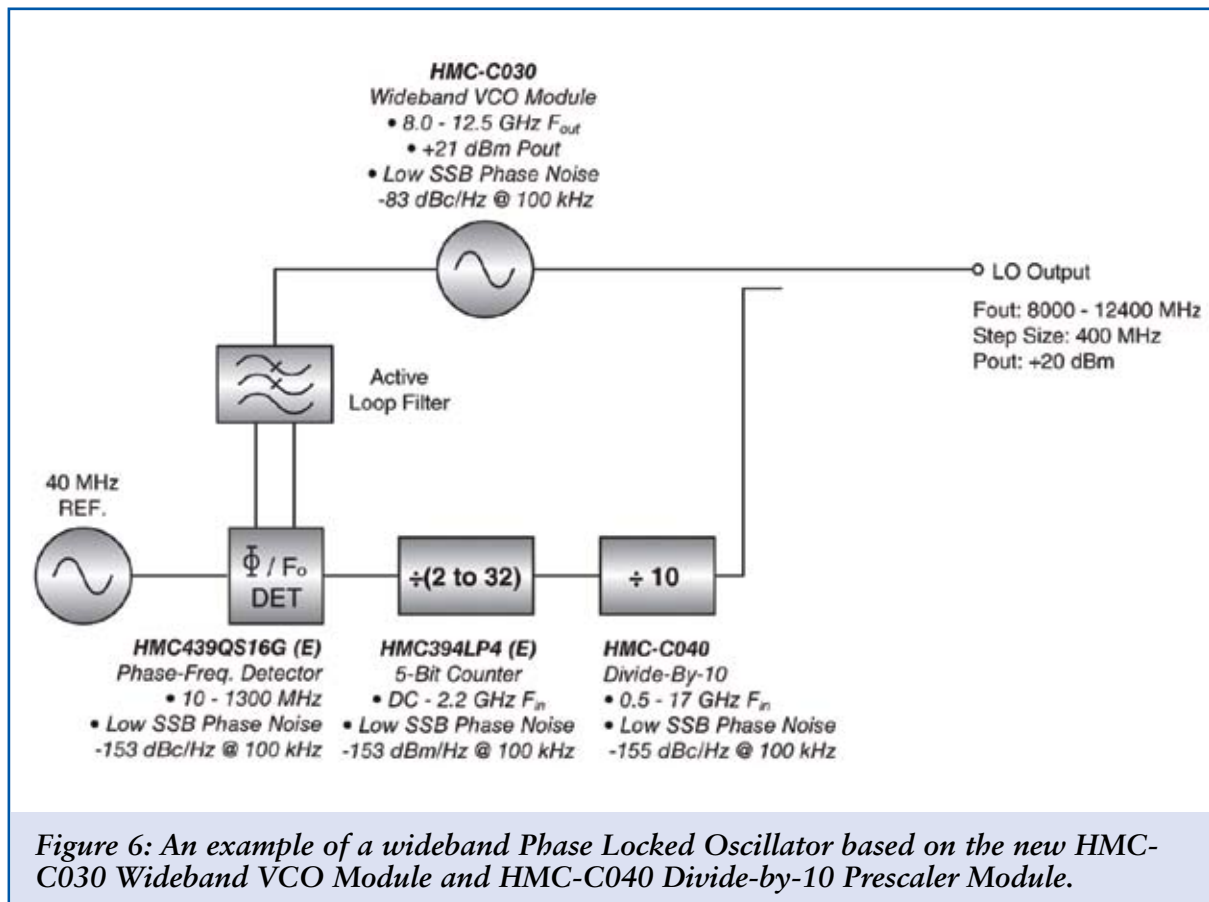 HMC-C030
Wideband VCO Module
• 8.0 - 12.5 GHz Fout
• +21 dBm Pout
• Low SSB Phase Noise
-83 dBc/Hz @ 100 kHz
LO Output
Fout: 8000 - 12400 MHz
Step Size: 400 MHz
Pout: +20 dBm
Active
Loop Filter
40 MHz
REF.
Φ / Fo
DET
÷(2 to 32)
÷ 10
HMC439QS16G (E)
Phase-Freq. Detector
• 10 - 1300 MHz
• Low SSB Phase Noise
-153 dBc/Hz @ 100 kHz
HMC394LP4 (E)
5-Bit Counter
• DC - 2.2 GHz Fin
• Low SSB Phase Noise
-153 dBm/Hz @ 100 kHz
HMC-C040
Divide-By-10
• 0.5 - 17 GHz Fin
• Low SSB Phase Noise
-155 dBc/Hz @ 100 kHz
Figure 6: An example of a wideband Phase Locked Oscillator based on the new HMC-
C030 Wideband VCO Module and HMC-C040 Divide-by-10 Prescaler Module.